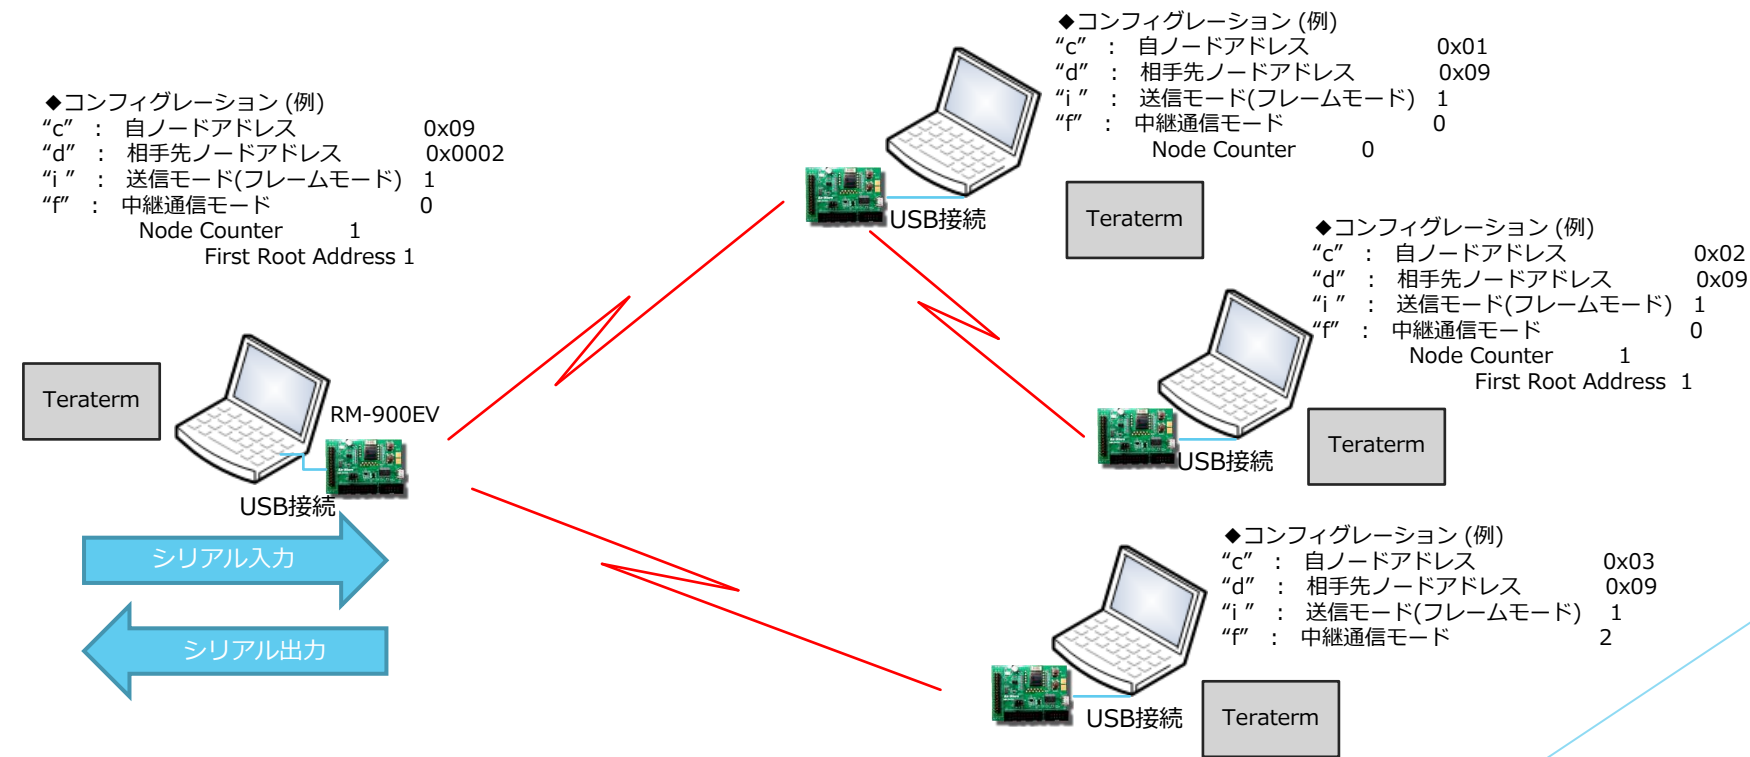 ◆コンフィグレーション (例)
“c” : 自ノードアドレス 0x09
“d” : 相手先ノードアドレス 0x0002
“i ” : 送信モード(フレームモード) 1
“f” : 中継通信モード 0
Node Counter 1
First Root Address 1
Teraterm
RM-900EV
USB接続
シリアル入力
シリアル出力
◆コンフィグレーション (例)
“c” : 自ノードアドレス 0x01
“d” : 相手先ノードアドレス 0x09
“i ” : 送信モード(フレームモード) 1
“f” : 中継通信モード 0
Node Counter 0
USB接続
Teraterm
◆コンフィグレーション (例)
“c” : 自ノードアドレス 0x02
“d” : 相手先ノードアドレス 0x09
“i ” : 送信モード(フレームモード) 1
“f” : 中継通信モード 0
Node Counter 1
First Root Address 1
USB接続
Teraterm
◆コンフィグレーション (例)
“c” : 自ノードアドレス 0x03
“d” : 相手先ノードアドレス 0x09
“i ” : 送信モード(フレームモード) 1
“f” : 中継通信モード 2
USB接続
Teraterm